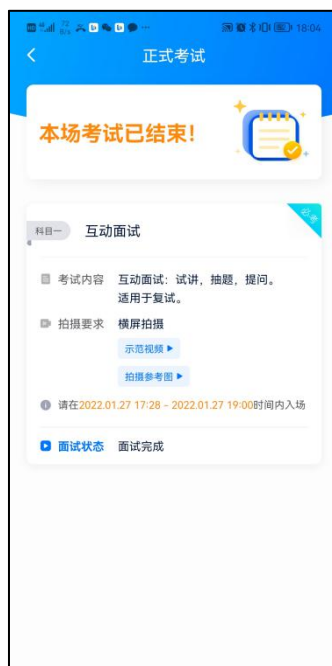 72
B/s
18:04
正式考试
本场考试已结束!
必考
科目一
互动面试
考试内容 互动面试：试讲，抽题，提问。
适用于复试。
拍摄要求 横屏拍摄
示范视频
拍摄参考图
请在2022.01.27 17:28 - 2022.01.27 19:00时间内入场
面试状态 面试完成